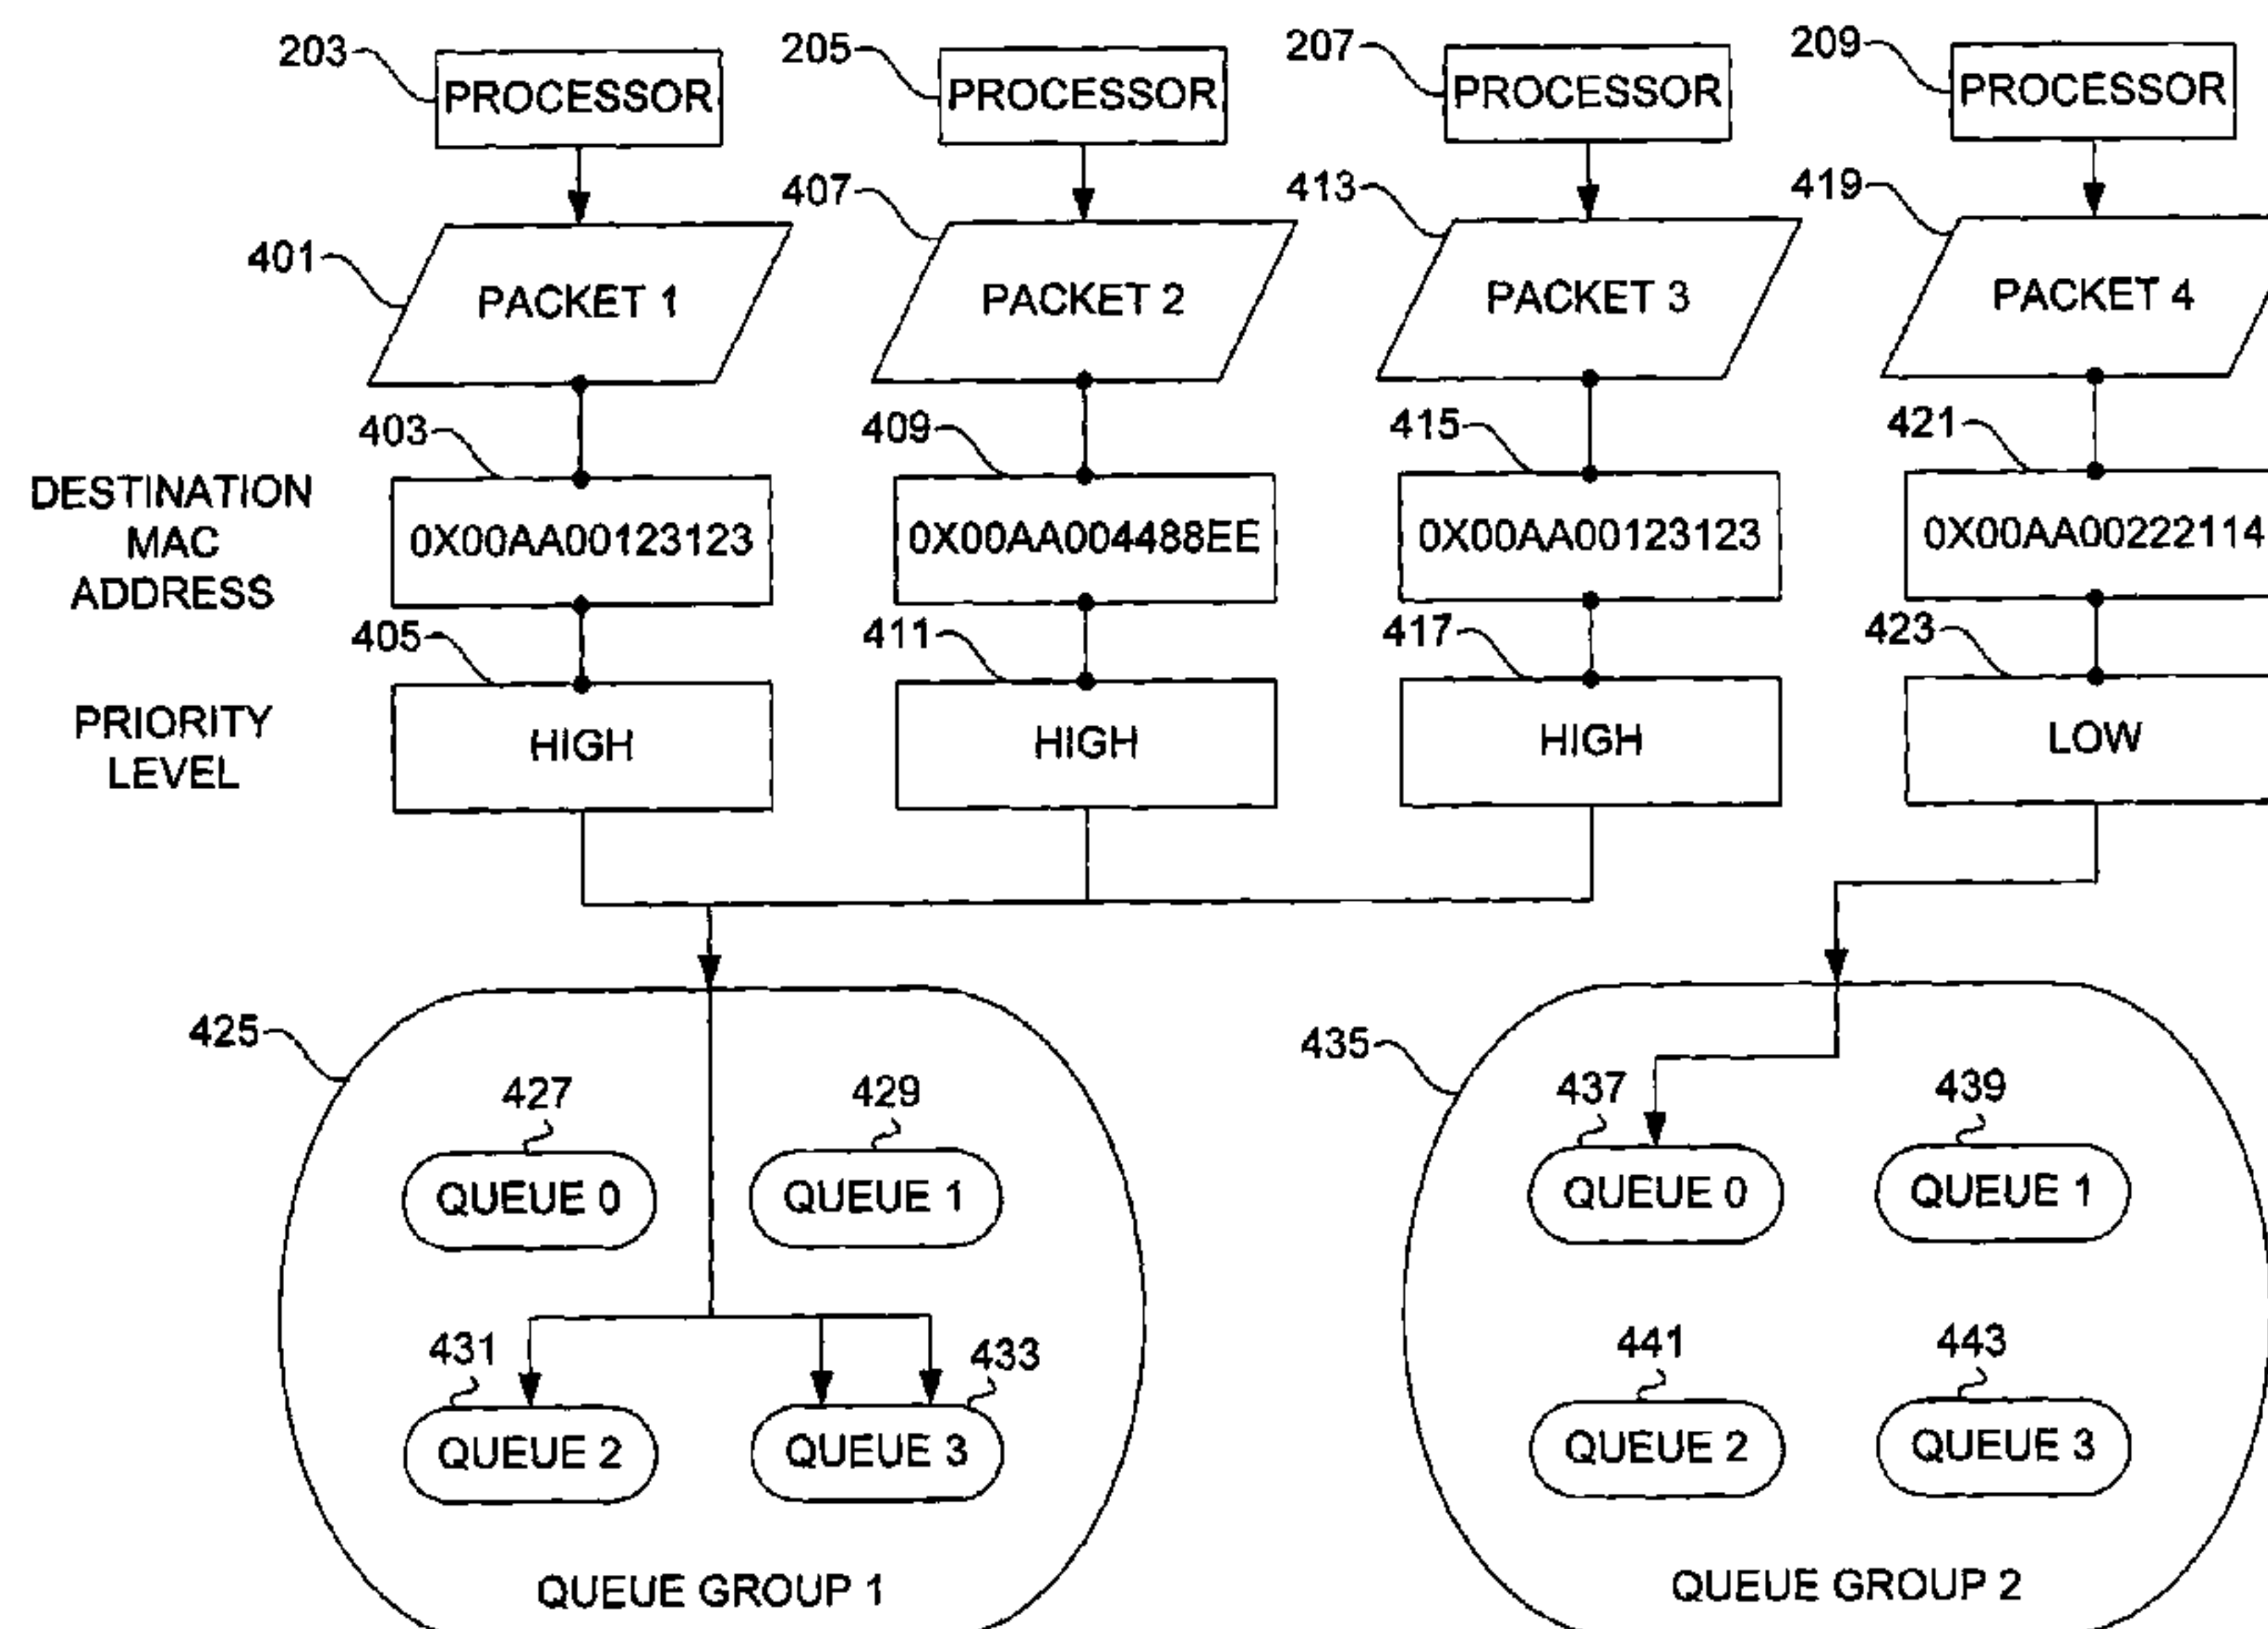 203 205 207 209
PROCESSOR PROCESSOR PROCESSOR PROCESSOR
401 407 413 419
PACKET 1 PACKET 2 PACKET 3 PACKET 4
403 409 415 421
DESTINATION
MAC
ADDRESS
0X00AA00123123 0X00AA004488EE 0X00AA00123123 0X00AA00222114
405 411 417 423
PRIORITY
LEVEL
HIGH HIGH HIGH LOW
425 435
427 429 437 439
QUEUE 0 QUEUE 1 QUEUE 0 QUEUE 1
431 433 441 443
QUEUE 2 QUEUE 3 QUEUE 2 QUEUE 3
QUEUE GROUP 1 QUEUE GROUP 2